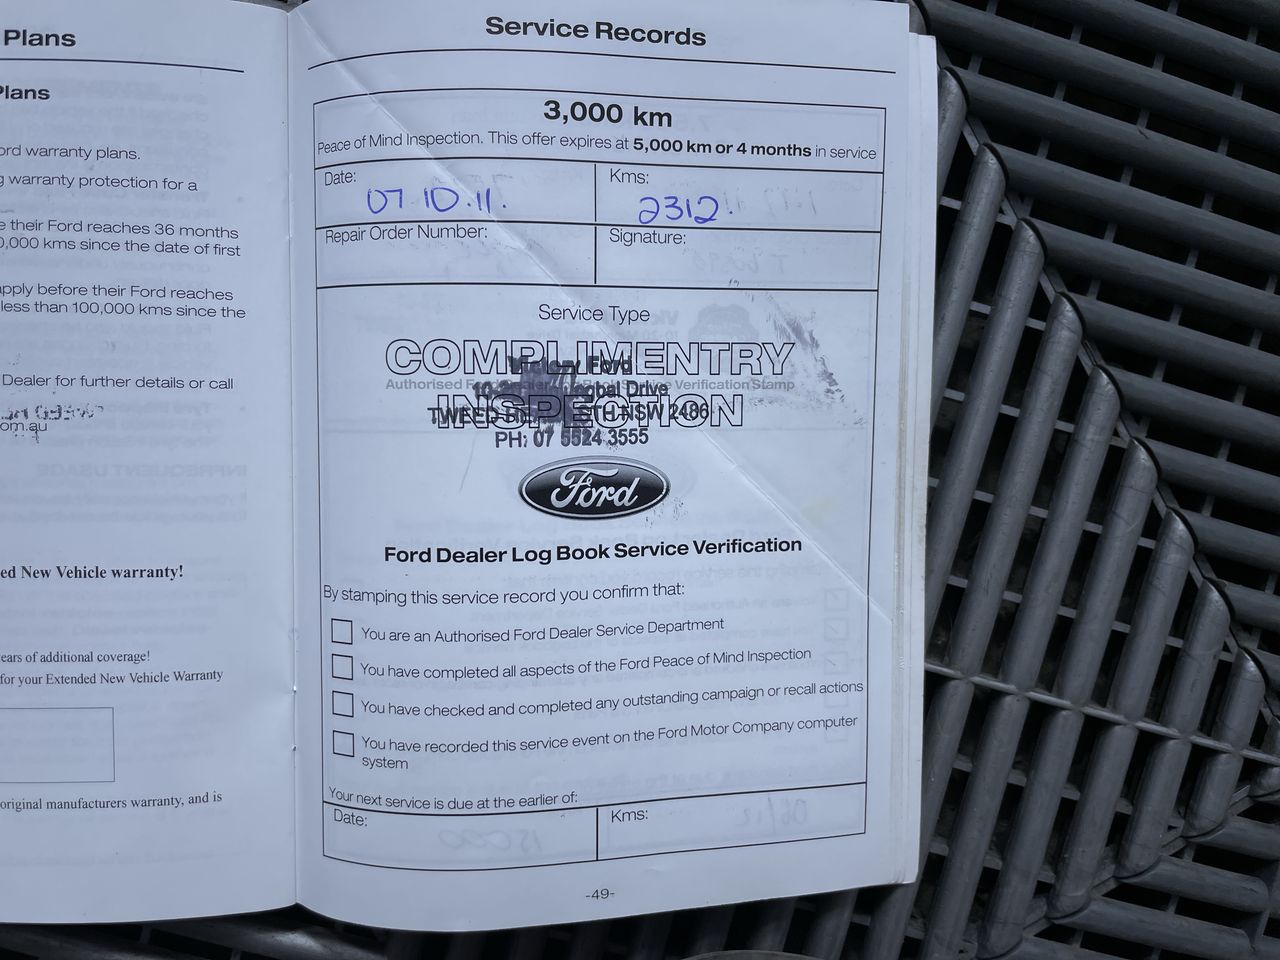 Plans
Plans
ord warranty plans.
g warranty protection for a
e their Ford reaches 36 months
0,000 kms since the date of first
apply before their Ford reaches
less than 100,000 kms since the
Dealer for further details or call
om.au
ed New Vehicle warranty!
ears of additional coverage!
for your Extended New Vehicle Warranty
original manufacturers warranty, and is
Service Records
3,000 km
Peace of Mind Inspection. This offer expires at 5,000 km or 4 months in service
Date: 07.10.11.
Kms: 2312.
Repair Order Number:
Signature:
Service Type
COMPLIMENTRY
Ford
Authorised Ford Dealer Log Book Service Verification Stamp
Drive
INSPECTION
TWEED NSW 2486
PH: 07 5524 3555
Ford
Ford Dealer Log Book Service Verification
By stamping this service record you confirm that:
You are an Authorised Ford Dealer Service Department
You have completed all aspects of the Ford Peace of Mind Inspection
You have checked and completed any outstanding campaign or recall actions
You have recorded this service event on the Ford Motor Company computer
system
Your next service is due at the earlier of:
Date:
Kms:
-49-